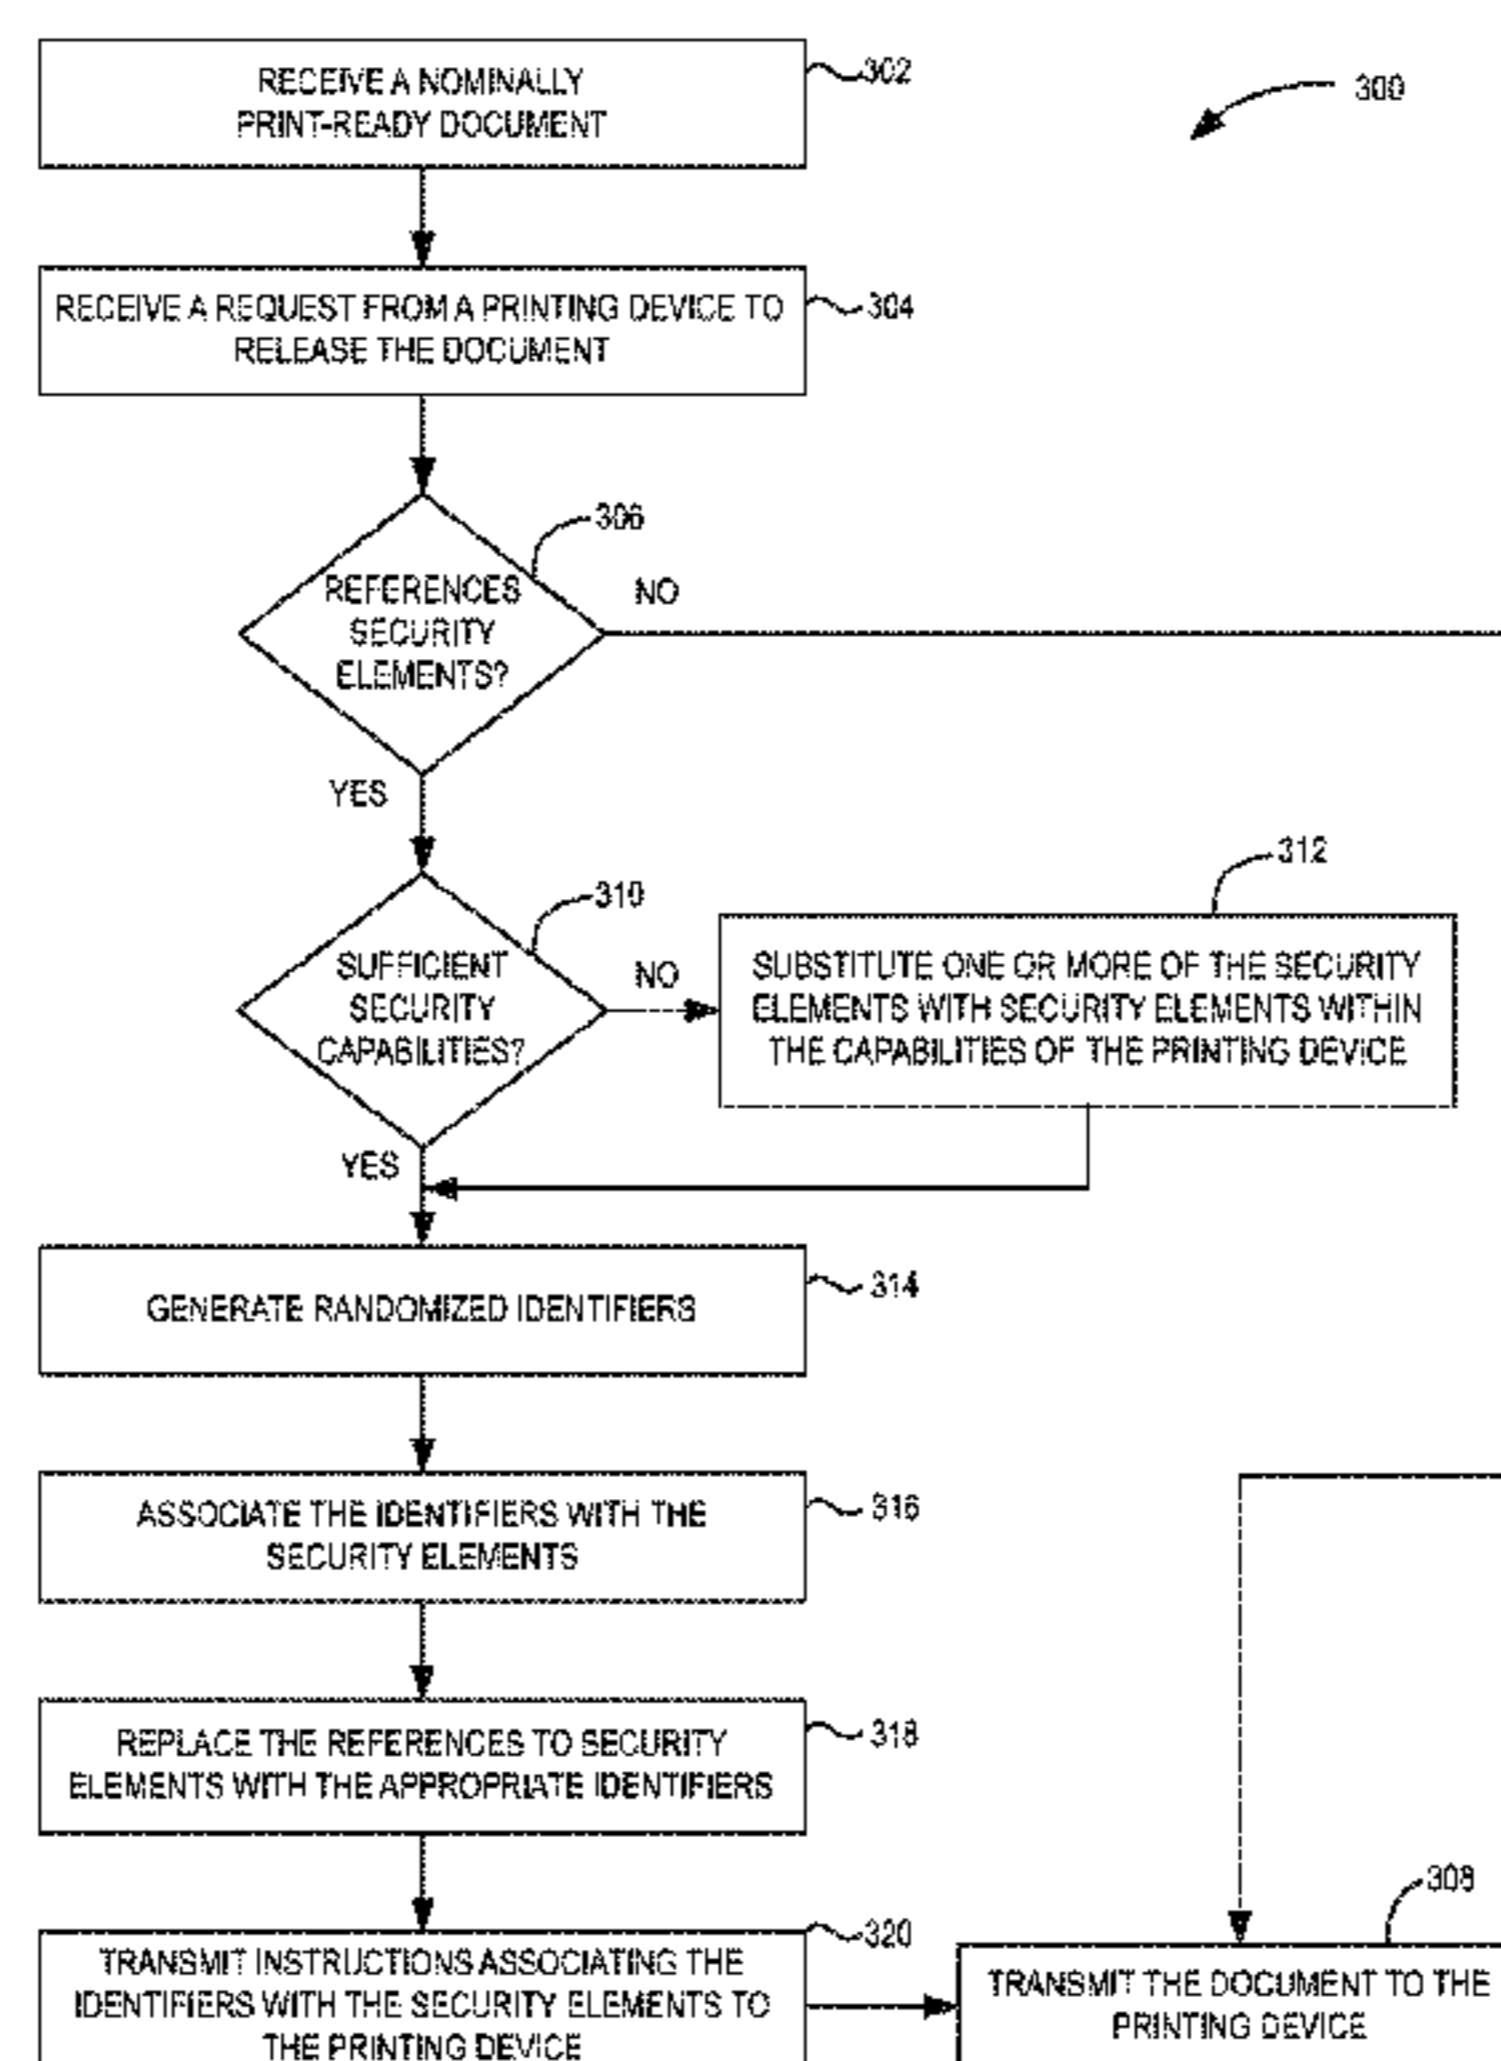 RECEIVE A NOMINALLY
PRINT-READY DOCUMENT
302
300
RECEIVE A REQUEST FROM A PRINTING DEVICE TO
RELEASE THE DOCUMENT
304
306
REFERENCES
SECURITY
ELEMENTS?
NO
YES
310
SUFFICIENT
SECURITY
CAPABILITIES?
NO
YES
312
SUBSTITUTE ONE OR MORE OF THE SECURITY
ELEMENTS WITH SECURITY ELEMENTS WITHIN
THE CAPABILITIES OF THE PRINTING DEVICE
GENERATE RANDOMIZED IDENTIFIERS
314
ASSOCIATE THE IDENTIFIERS WITH THE
SECURITY ELEMENTS
316
REPLACE THE REFERENCES TO SECURITY
ELEMENTS WITH THE APPROPRIATE IDENTIFIERS
318
TRANSMIT INSTRUCTIONS ASSOCIATING THE
IDENTIFIERS WITH THE SECURITY ELEMENTS TO
THE PRINTING DEVICE
320
308
TRANSMIT THE DOCUMENT TO THE
PRINTING DEVICE